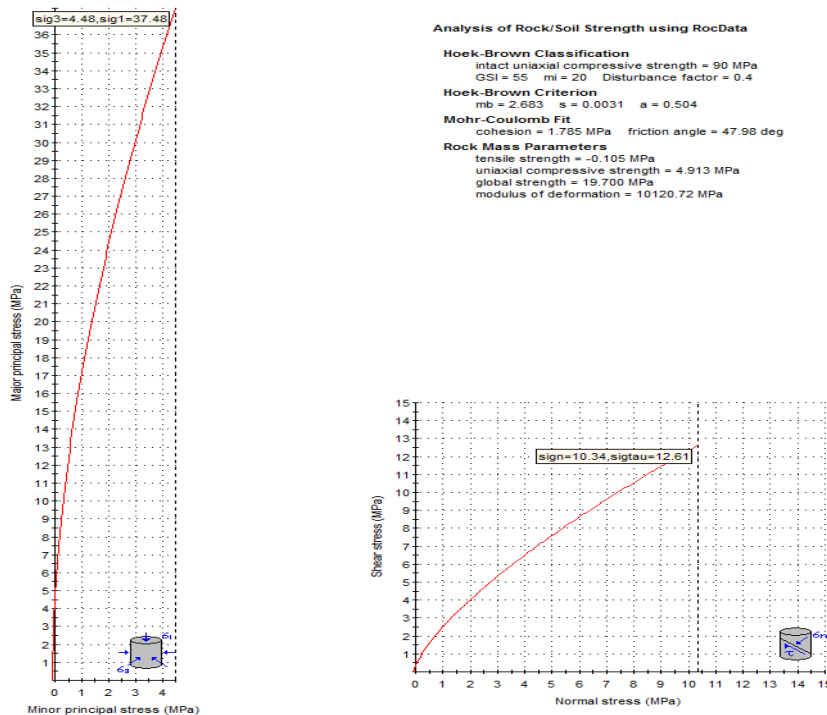 sig3=4.48,sig1=37.48
36
35
34
33
32
31
30
29
28
27
26
25
24
23
22
21
20
19
18
17
16
15
14
13
12
11
10
9
8
7
6
5
4
3
2
1
0 1 2 3 4
Major principal stress (MPa)
Minor principal stress (MPa)
σ1
σ3
Analysis of Rock/Soil Strength using RocData
Hoek-Brown Classification
intact uniaxial compressive strength = 90 MPa
GSI = 55 mi = 20 Disturbance factor = 0.4
Hoek-Brown Criterion
mb = 2.683 s = 0.0031 a = 0.504
Mohr-Coulomb Fit
cohesion = 1.785 MPa friction angle = 47.98 deg
Rock Mass Parameters
tensile strength = -0.105 MPa
uniaxial compressive strength = 4.913 MPa
global strength = 19.700 MPa
modulus of deformation = 10120.72 MPa
15
14
13
12
11
10
9
8
7
6
5
4
3
2
1
sign=10.34,sigtau=12.61
0 1 2 3 4 5 6 7 8 9 10 11 12 13 14 15
Shear stress (MPa)
Normal stress (MPa)
σn
τ